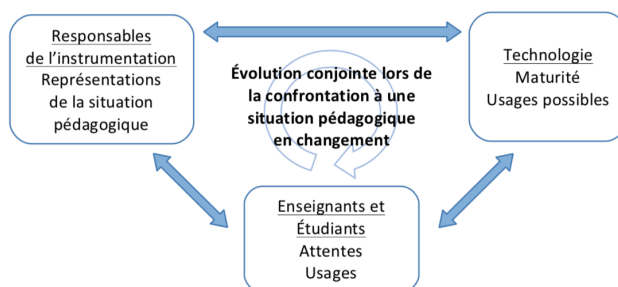 Responsables
de l’instrumentation
Représentations
de la situation
pédagogique
Évolution conjointe lors de
la confrontation à une
situation pédagogique
en changement
Technologie
Maturité
Usages possibles
Enseignants et
Étudiants
Attentes
Usages